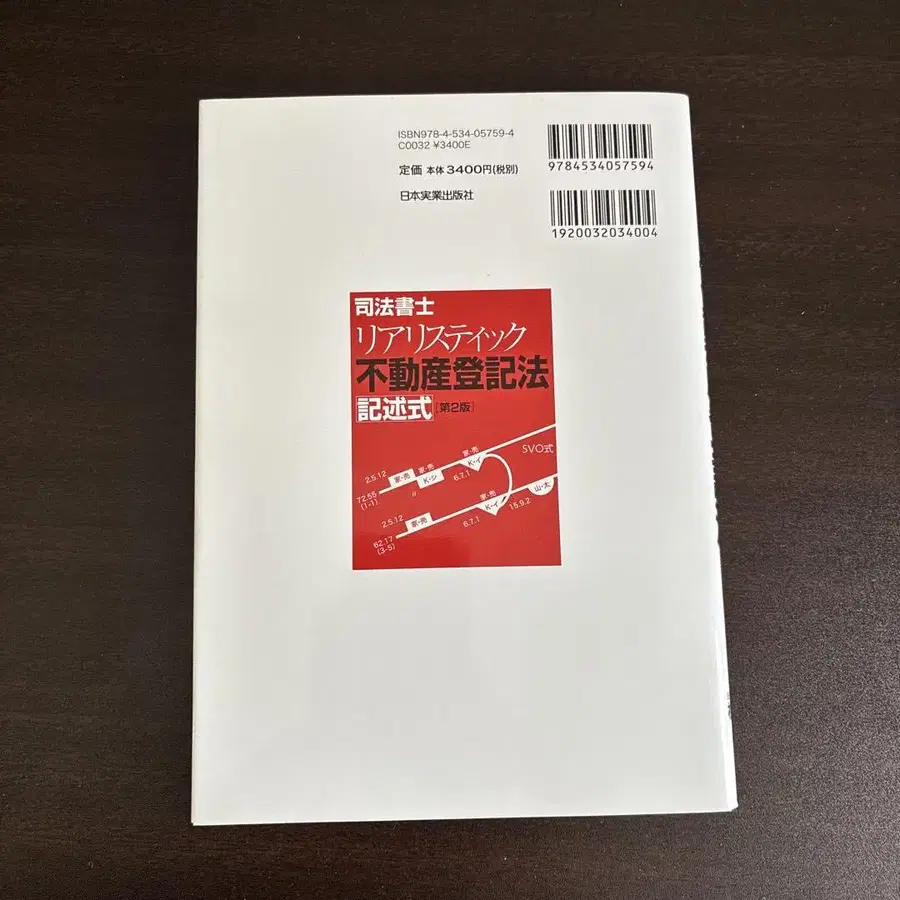 ISBN978-4-534-05759-4
C0032 ¥3400E
定価 本体3400円(税別)
日本実業出版社
9784534057594
1920032034004
司法書士
リアリスティック
不動産登記法
記述式[第2版]
SVO式
家・売
家・売
2.5.12
家・売
K・シ
6.7.1
K・イ
72.55
(1-1)
〃
家・売
山・太
2.5.12
家・売
6.7.1
K・イ
15.9.2
62.17
(3-5)